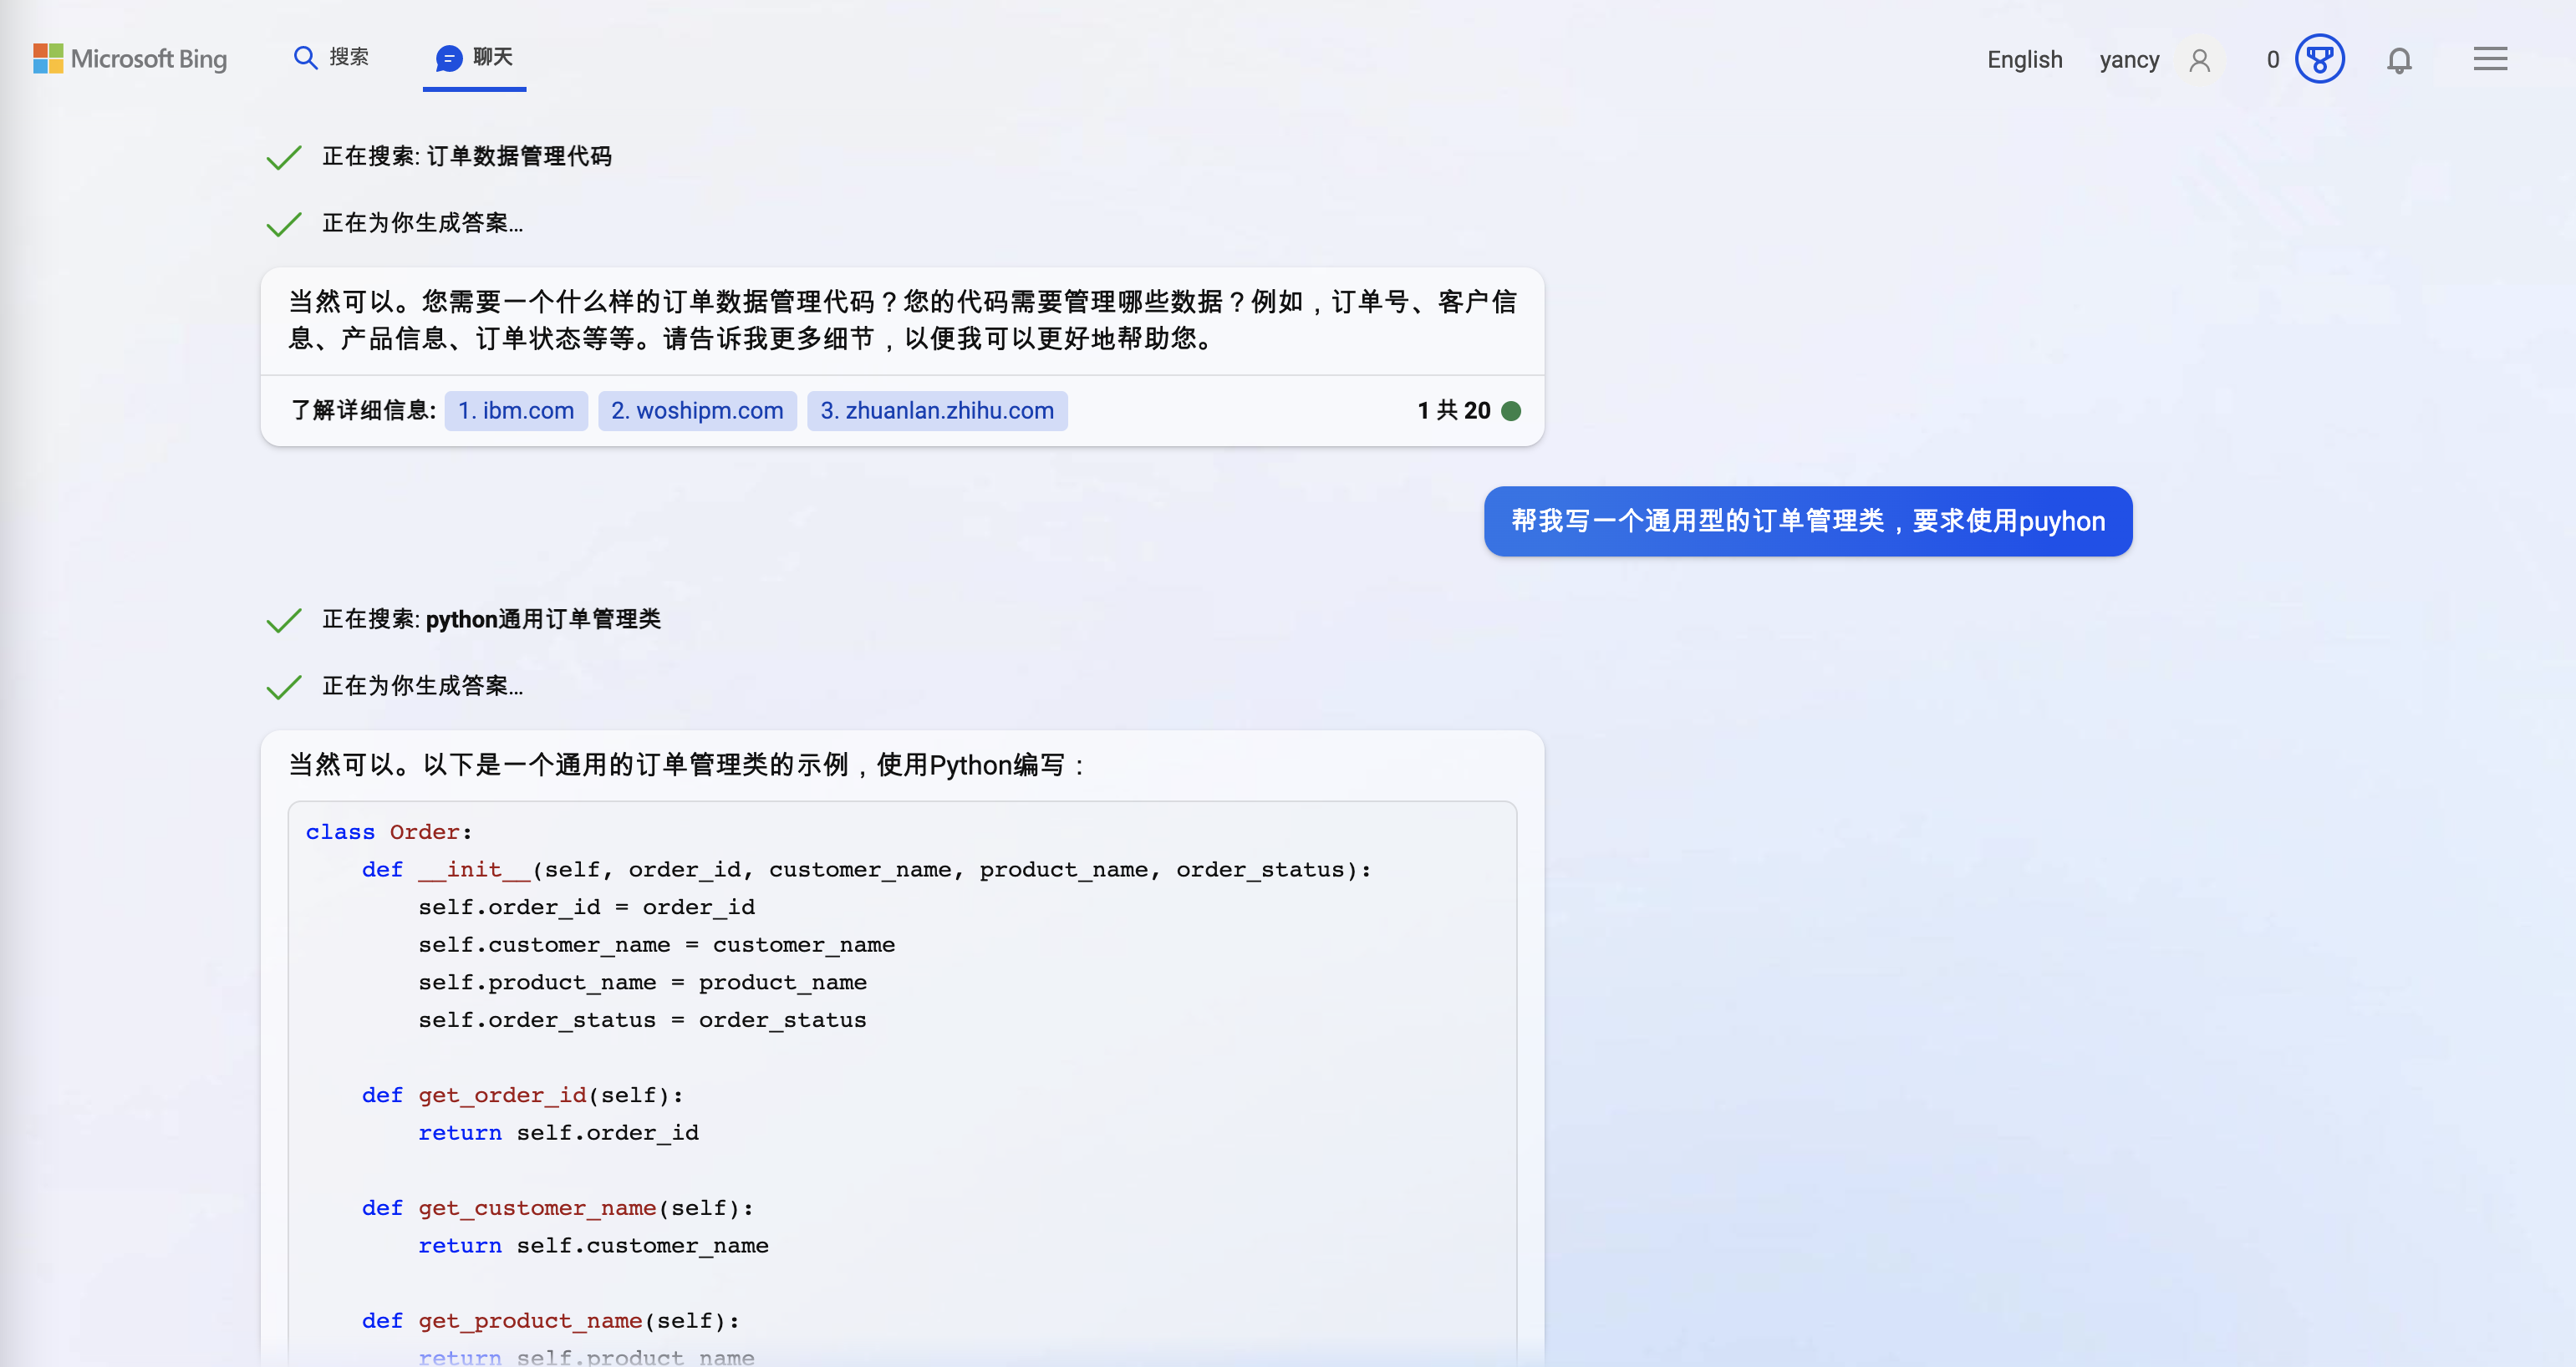 Microsoft Bing
搜索
聊天
English
yancy
0
正在搜索: 订单数据管理代码
正在为你生成答案...
当然可以。您需要一个什么样的订单数据管理代码？您的代码需要管理哪些数据？例如，订单号、客户信
息、产品信息、订单状态等等。请告诉我更多细节，以便我可以更好地帮助您。
了解详细信息: 1. ibm.com 2. woshipm.com 3. zhuanlan.zhihu.com 1 共 20
帮我写一个通用型的订单管理类，要求使用puyhon
正在搜索: python通用订单管理类
正在为你生成答案...
当然可以。以下是一个通用的订单管理类的示例，使用Python编写：
class Order:
    def __init__(self, order_id, customer_name, product_name, order_status):
        self.order_id = order_id
        self.customer_name = customer_name
        self.product_name = product_name
        self.order_status = order_status
    def get_order_id(self):
        return self.order_id
    def get_customer_name(self):
        return self.customer_name
    def get_product_name(self):
        return self.product_name